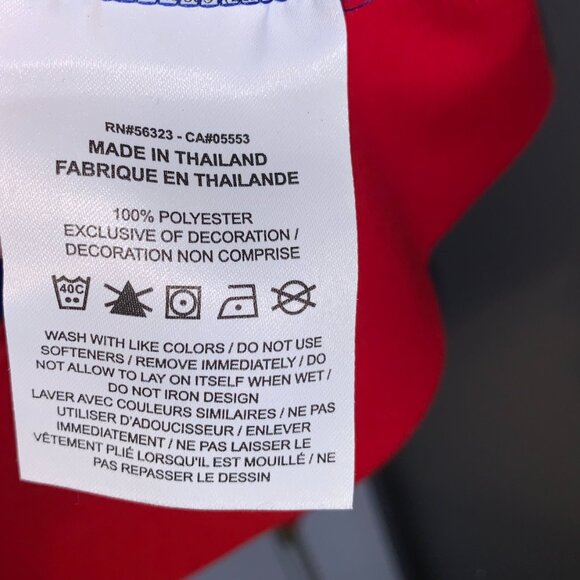 RN#56323 - CA#05553
MADE IN THAILAND
FABRIQUE EN THAILANDE
100% POLYESTER
EXCLUSIVE OF DECORATION /
DECORATION NON COMPRISE
40C
WASH WITH LIKE COLORS / DO NOT USE
SOFTENERS / REMOVE IMMEDIATELY / DO
NOT ALLOW TO LAY ON ITSELF WHEN WET /
DO NOT IRON DESIGN
LAVER AVEC COULEURS SIMILAIRES / NE PAS
UTILISER D'ADOUCISEUR / ENLEVER
IMMEDIATEMENT / NE PAS LAISSER LE
VÊTEMENT PLIÉ LORSQU'IL EST MOUILLÉ / NE
PAS REPASSER LE DESSIN